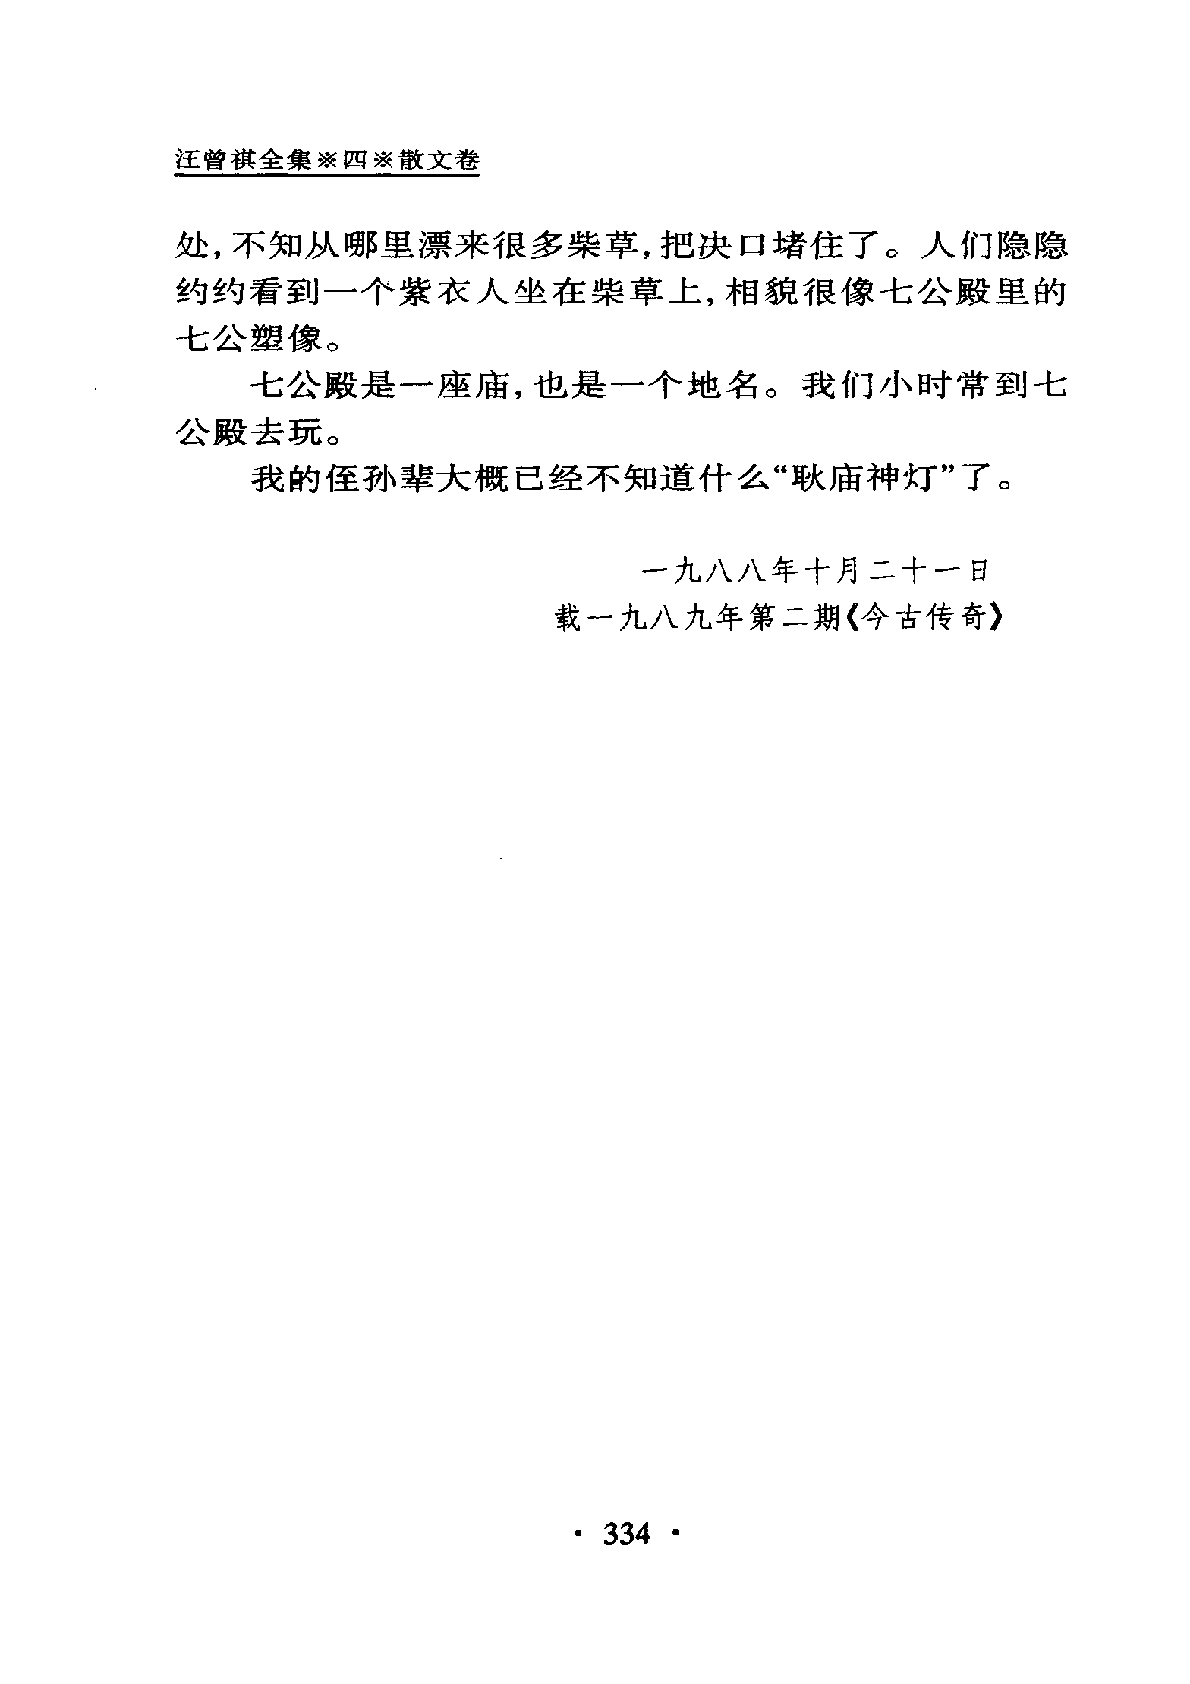 汪曾祺全集※四※散文卷
处,不知从哪里漂来很多柴草,把决口堵住了。人们隐隐
约约看到一个紫衣人坐在柴草上,相貌很像七公殿里的
七公塑像。
七公殿是一座庙,也是一个地名。我们小时常到七
公殿去玩。
我的侄孙辈大概已经不知道什么“耿庙神灯”了。
一九八八年十月二十一日
载一九八九年第二期《今古传奇》
· 334 ·